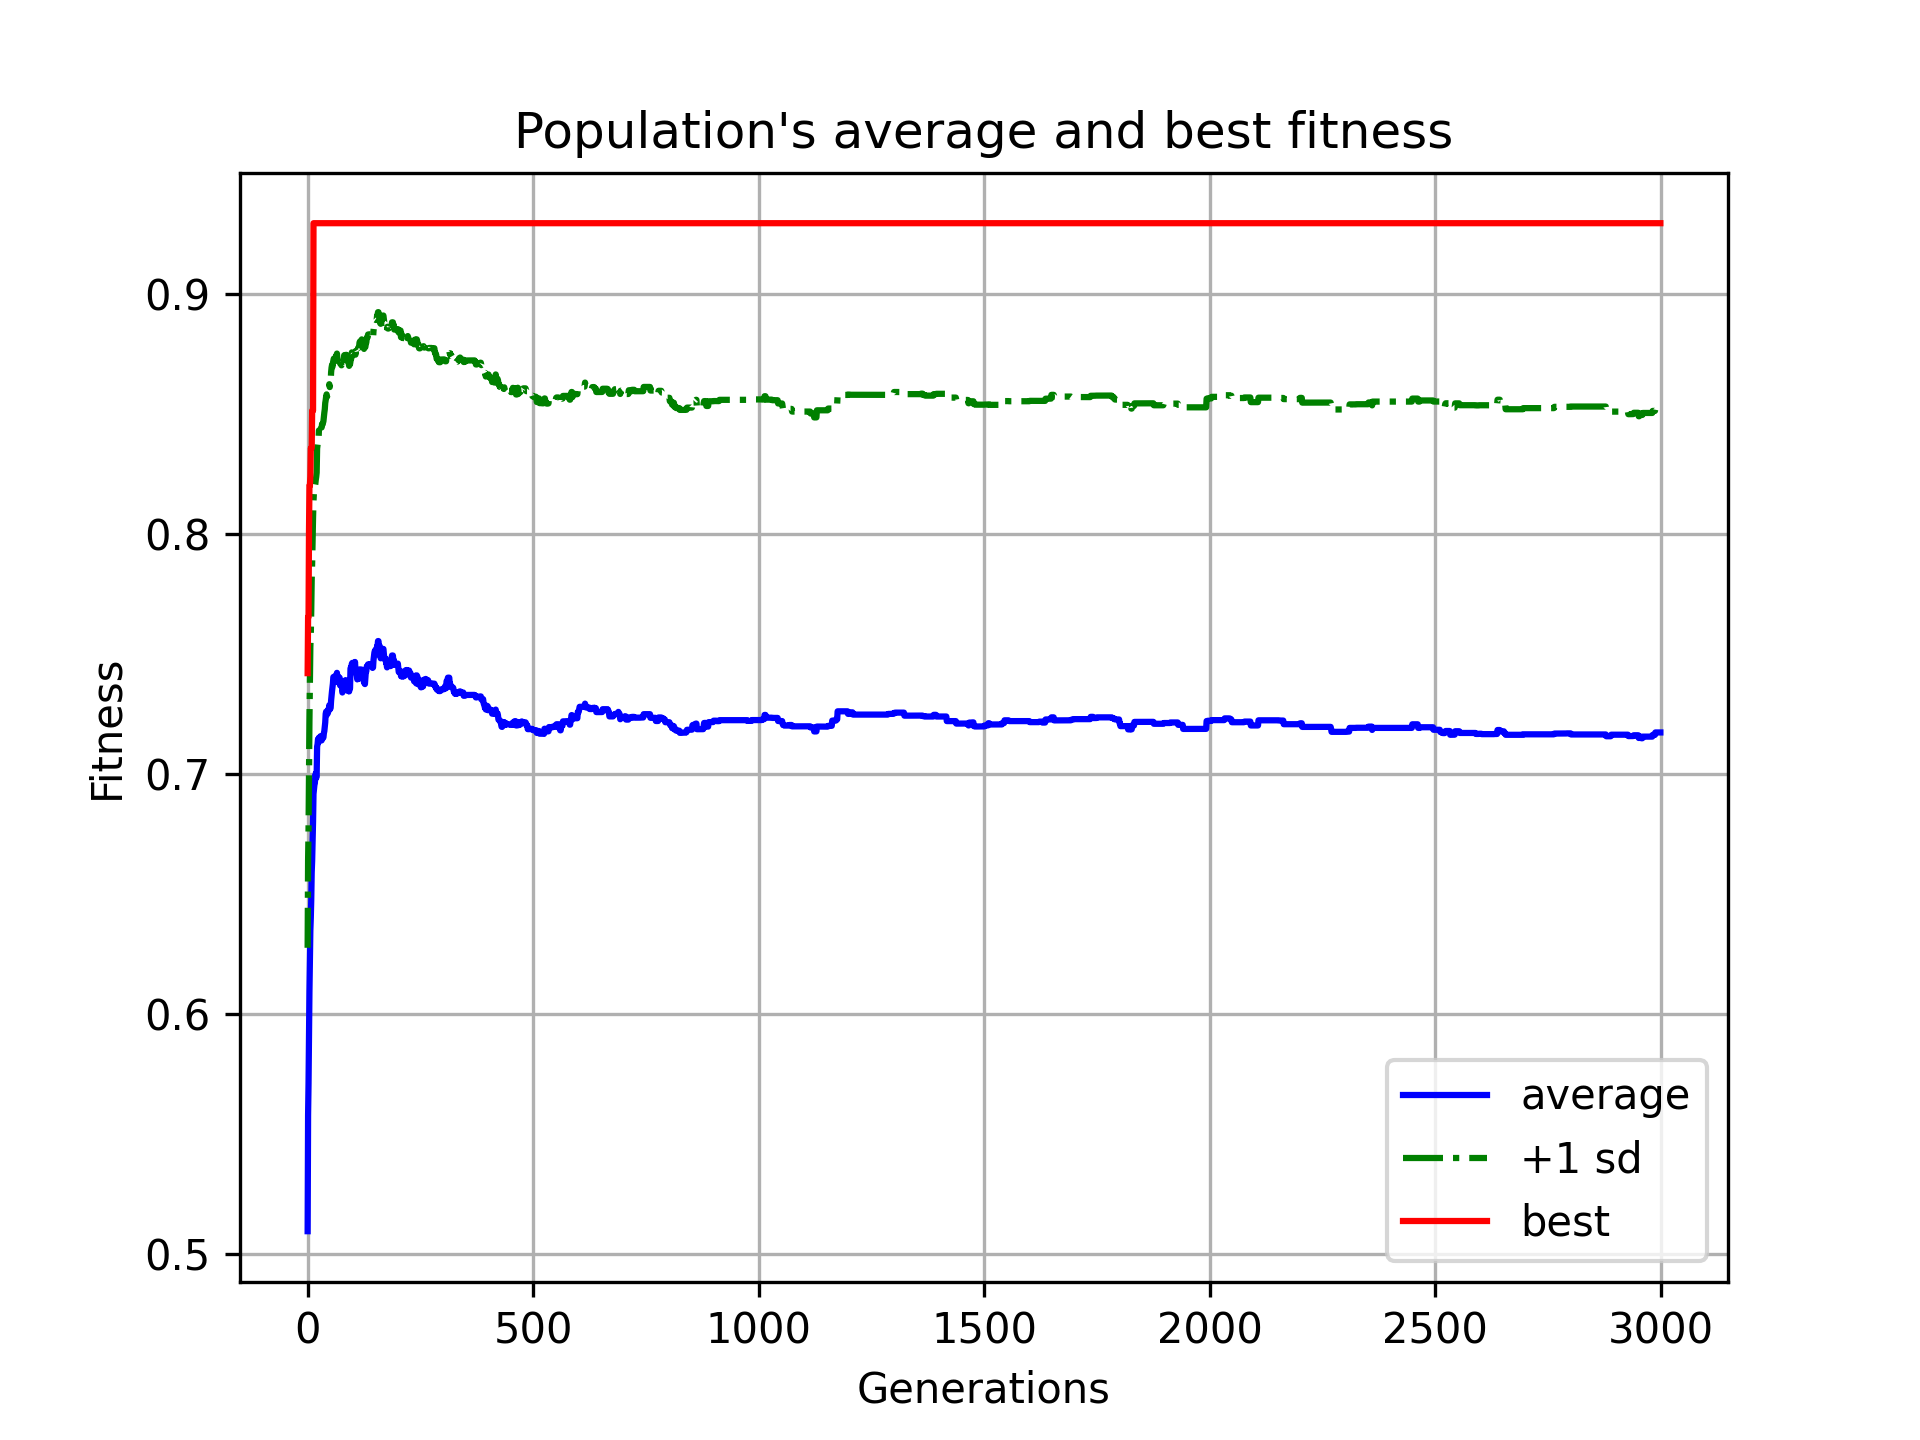 Population's average and best fitness
0.9
0.8
0.7
0.6
0.5
Fitness
average
+1 sd
best
0 500 1000 1500 2000 2500 3000
Generations